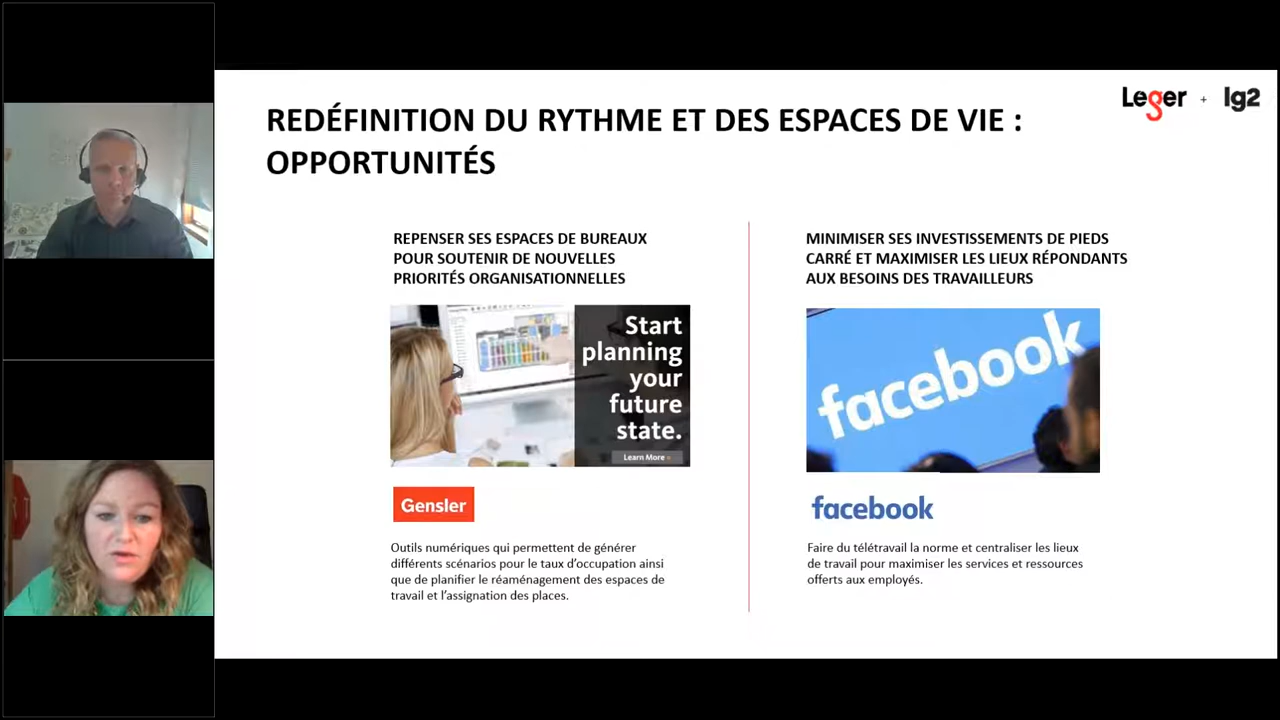 Leger + lg2
REDÉFINITION DU RYTHME ET DES ESPACES DE VIE :
OPPORTUNITÉS
REPENSER SES ESPACES DE BUREAUX
POUR SOUTENIR DE NOUVELLES
PRIORITÉS ORGANISATIONNELLES
Start
planning
your
future
state.
Learn More »
Gensler
Outils numériques qui permettent de générer
différents scénarios pour le taux d'occupation ainsi
que de planifier le réaménagement des espaces de
travail et l'assignation des places.
MINIMISER SES INVESTISSEMENTS DE PIEDS
CARRÉ ET MAXIMISER LES LIEUX RÉPONDANTS
AUX BESOINS DES TRAVAILLEURS
facebook
facebook
Faire du télétravail la norme et centraliser les lieux
de travail pour maximiser les services et ressources
offerts aux employés.